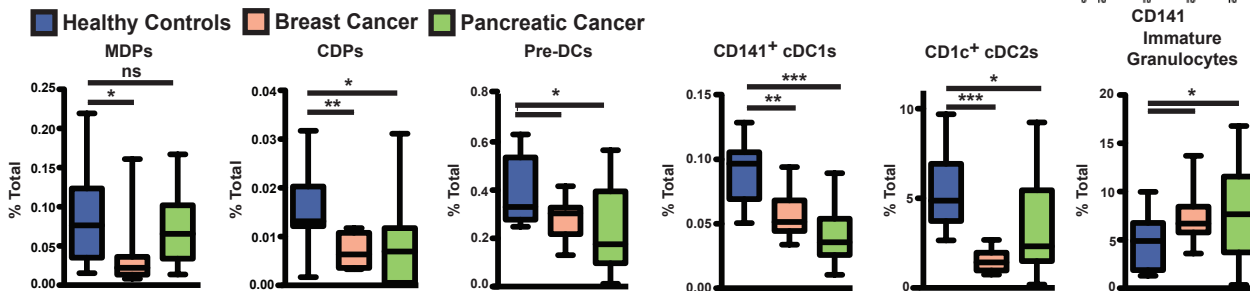 Healthy Controls Breast Cancer Pancreatic Cancer
CD141
MDPs
ns
*
% Total
0.25
0.20
0.15
0.10
0.05
0.00
CDPs
*
**
% Total
0.04
0.03
0.02
0.01
0.00
Pre-DCs
*
% Total
0.8
0.6
0.4
0.2
0.0
CD141+ cDC1s
***
**
% Total
0.15
0.10
0.05
0.00
CD1c+ cDC2s
*
***
% Total
10
5
0
Immature
Granulocytes
*
% Total
20
15
10
5
0